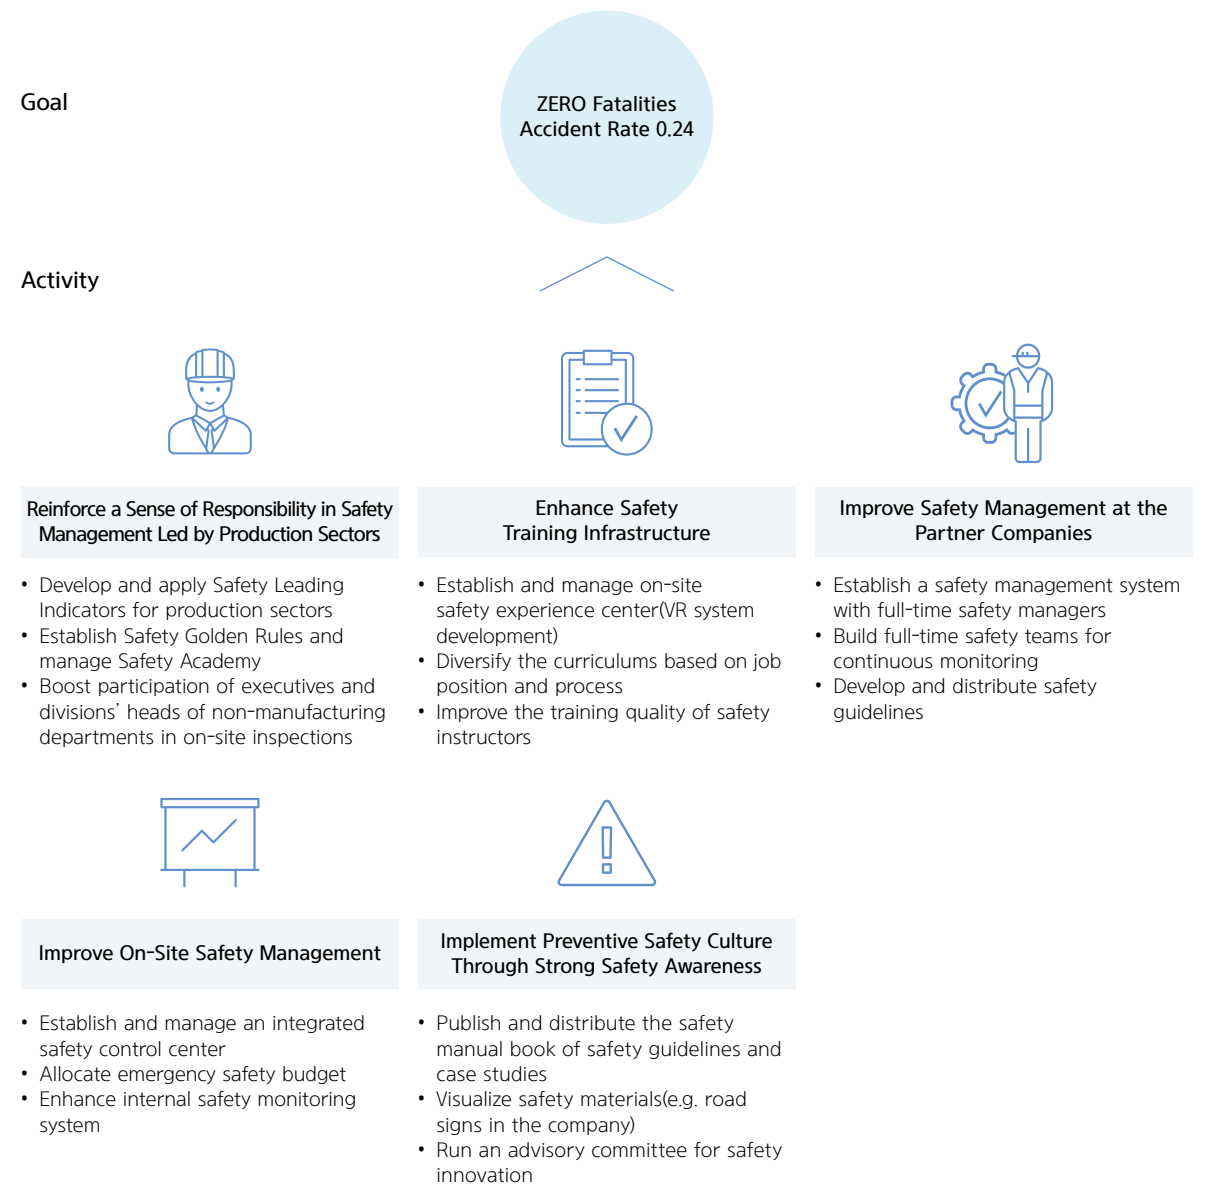 Goal
ZERO Fatalities
Accident Rate 0.24
Activity
Reinforce a Sense of Responsibility in Safety
Management Led by Production Sectors
• Develop and apply Safety Leading
Indicators for production sectors
• Establish Safety Golden Rules and
manage Safety Academy
• Boost participation of executives and
divisions’ heads of non-manufacturing
departments in on-site inspections
Enhance Safety
Training Infrastructure
• Establish and manage on-site
safety experience center(VR system
development)
• Diversify the curriculums based on job
position and process
• Improve the training quality of safety
instructors
Improve Safety Management at the
Partner Companies
• Establish a safety management system
with full-time safety managers
• Build full-time safety teams for
continuous monitoring
• Develop and distribute safety
guidelines
Improve On-Site Safety Management
• Establish and manage an integrated
safety control center
• Allocate emergency safety budget
• Enhance internal safety monitoring
system
Implement Preventive Safety Culture
Through Strong Safety Awareness
• Publish and distribute the safety
manual book of safety guidelines and
case studies
• Visualize safety materials(e.g. road
signs in the company)
• Run an advisory committee for safety
innovation